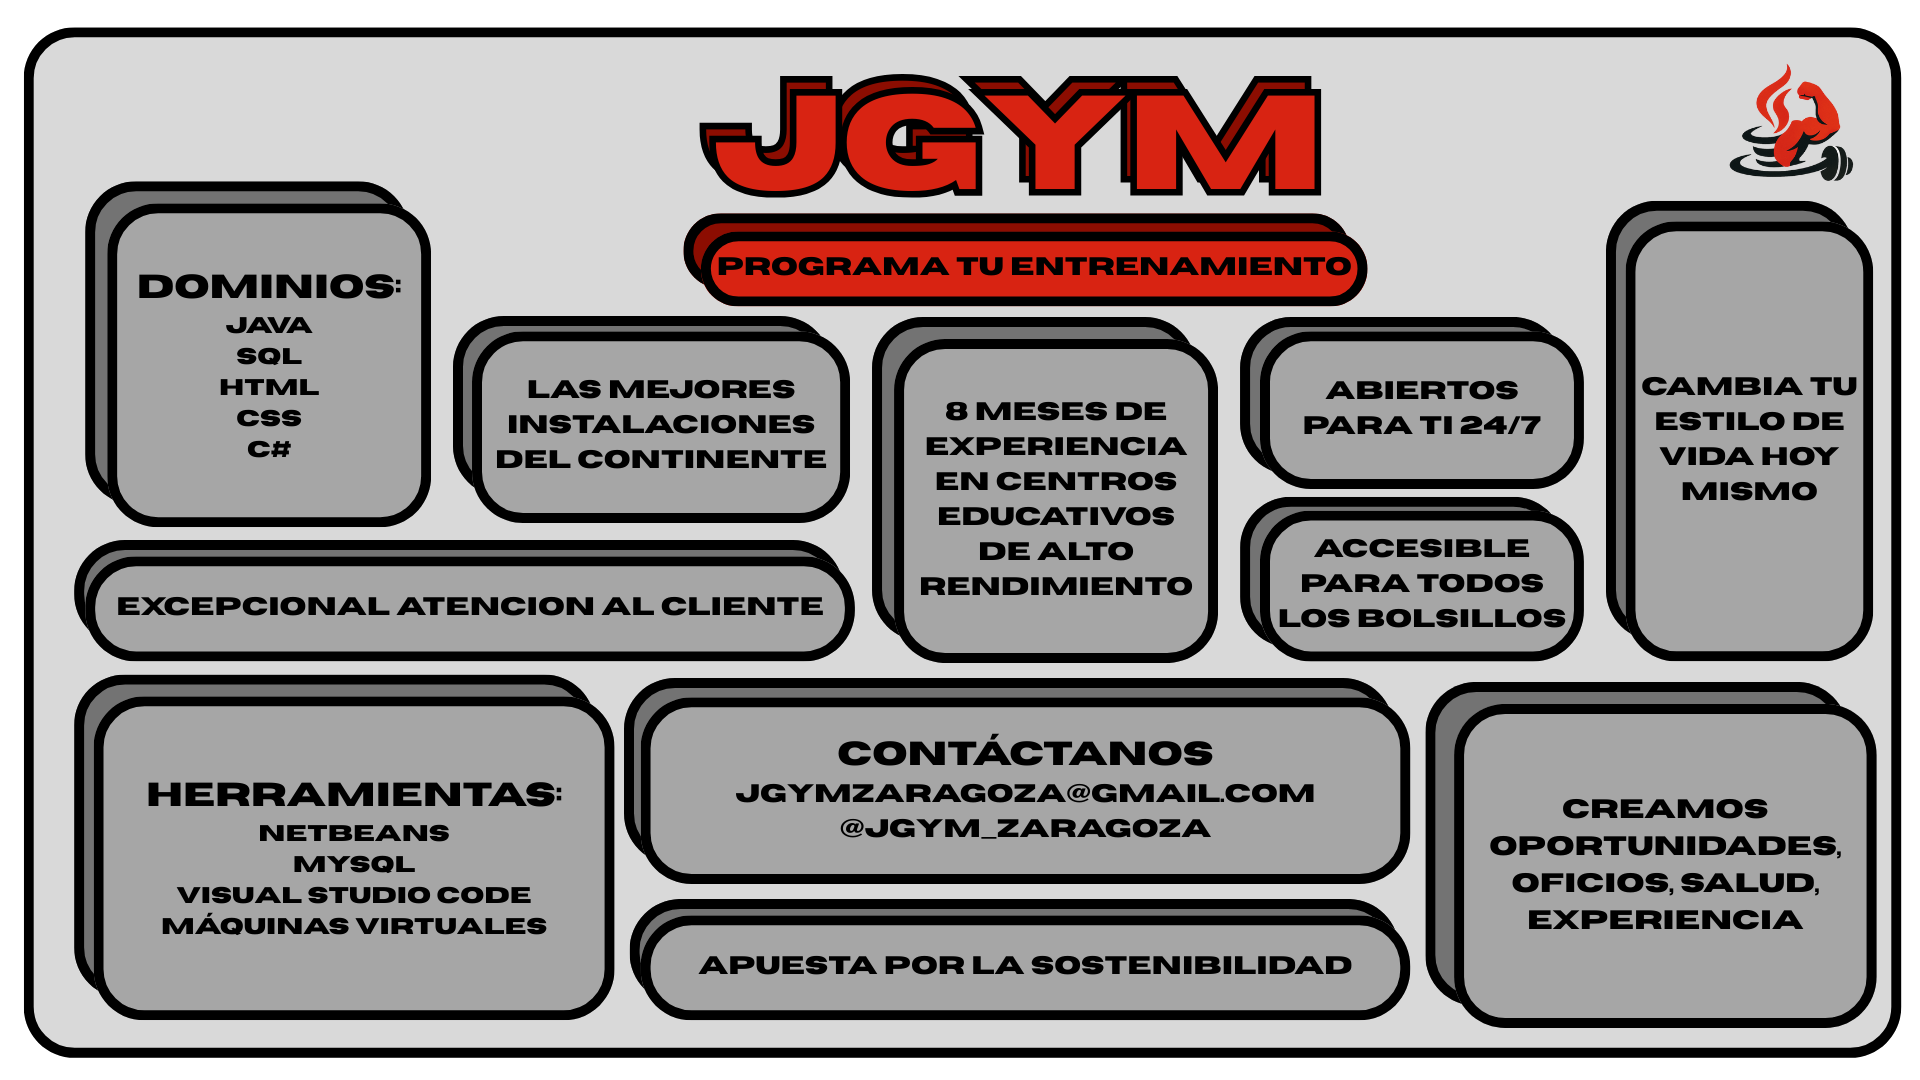 JGYM
PROGRAMA TU ENTRENAMIENTO
DOMINIOS:
JAVA
SQL
HTML
CSS
C#
LAS MEJORES
INSTALACIONES
DEL CONTINENTE
8 MESES DE
EXPERIENCIA
EN CENTROS
EDUCATIVOS
DE ALTO
RENDIMIENTO
ABIERTOS
PARA TI 24/7
ACCESIBLE
PARA TODOS
LOS BOLSILLOS
CAMBIA TU
ESTILO DE
VIDA HOY
MISMO
EXCEPCIONAL ATENCION AL CLIENTE
HERRAMIENTAS:
NETBEANS
MYSQL
VISUAL STUDIO CODE
MÁQUINAS VIRTUALES
CONTÁCTANOS
JGYMZARAGOZA@GMAIL.COM
@JGYM_ZARAGOZA
APUESTA POR LA SOSTENIBILIDAD
CREAMOS
OPORTUNIDADES,
OFICIOS, SALUD,
EXPERIENCIA